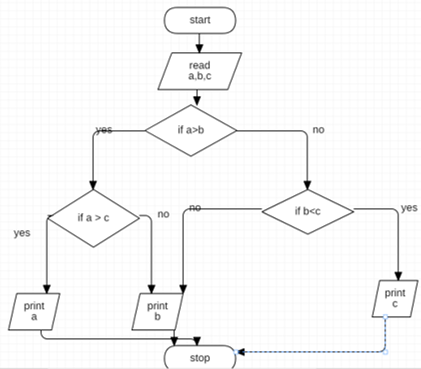 start
read
a,b,c
if a>b
yes
no
if a > c
no
no
if b<c
yes
yes
print
a
print
b
print
c
stop